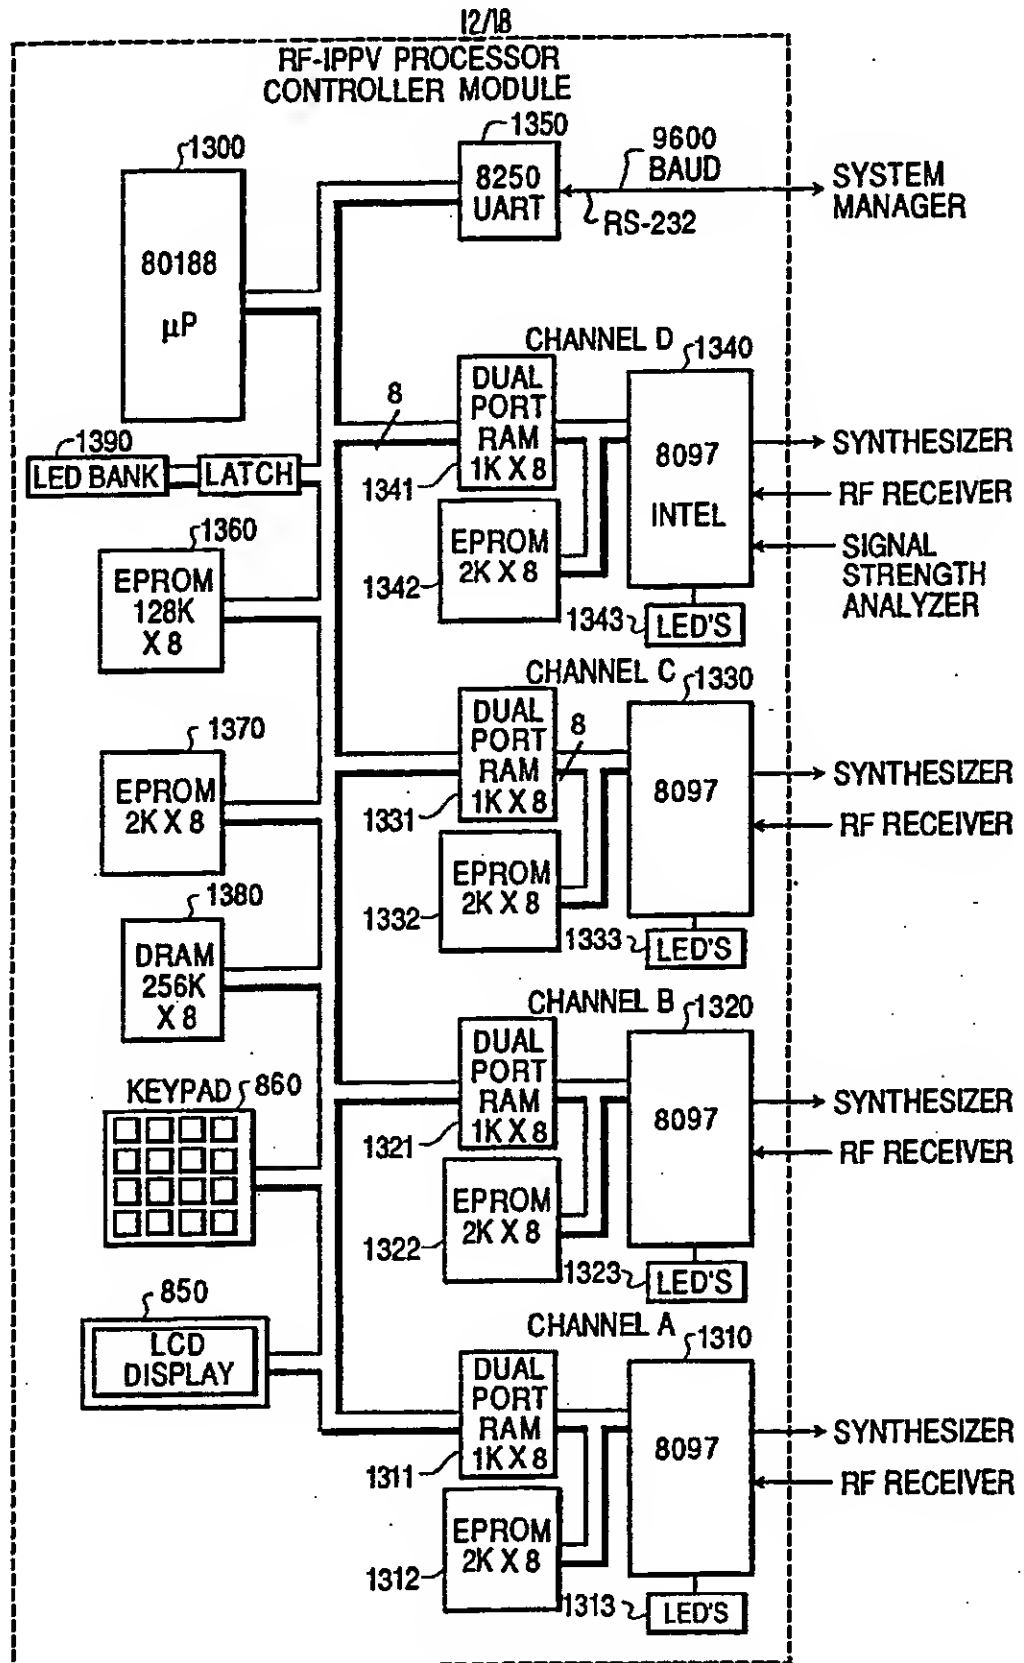 12/18
RF-IPPV PROCESSOR
CONTROLLER MODULE
1300
80188
µP
1350
8250
UART
9600
BAUD
RS-232
SYSTEM
MANAGER
1390
LED BANK
LATCH
1360
EPROM
128K
X 8
1370
EPROM
2K X 8
1380
DRAM
256K
X 8
KEYPAD
860
850
LCD
DISPLAY
CHANNEL D
8
DUAL
PORT
RAM
1K X 8
1341
EPROM
2K X 8
1342
1340
8097
INTEL
1343
LED'S
SYNTHESIZER
RF RECEIVER
SIGNAL
STRENGTH
ANALYZER
CHANNEL C
DUAL
PORT
RAM
1K X 8
8
1331
EPROM
2K X 8
1332
1330
8097
1333
LED'S
SYNTHESIZER
RF RECEIVER
CHANNEL B
DUAL
PORT
RAM
1K X 8
1321
EPROM
2K X 8
1322
1320
8097
1323
LED'S
SYNTHESIZER
RF RECEIVER
CHANNEL A
DUAL
PORT
RAM
1K X 8
1311
EPROM
2K X 8
1312
1310
8097
1313
LED'S
SYNTHESIZER
RF RECEIVER